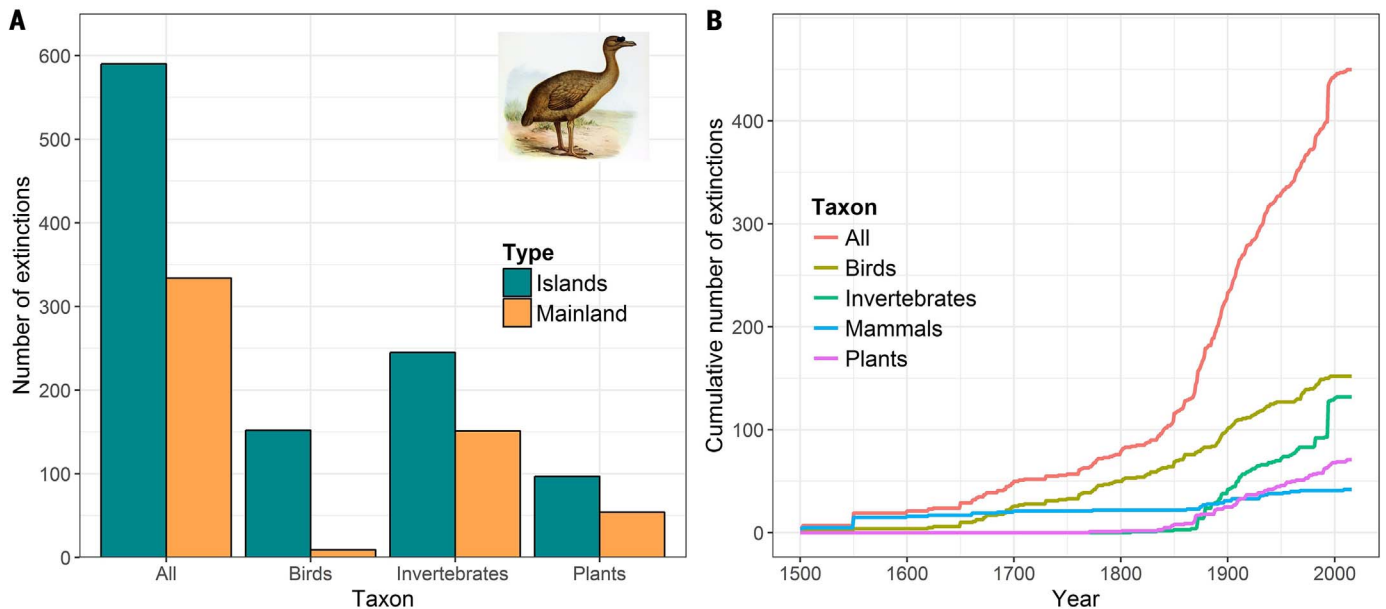 A
Number of extinctions
600
500
400
300
200
100
0
Type
Islands
Mainland
All
Birds
Invertebrates
Plants
Taxon
B
Cumulative number of extinctions
400
300
200
100
0
Taxon
All
Birds
Invertebrates
Mammals
Plants
1500
1600
1700
1800
1900
2000
Year